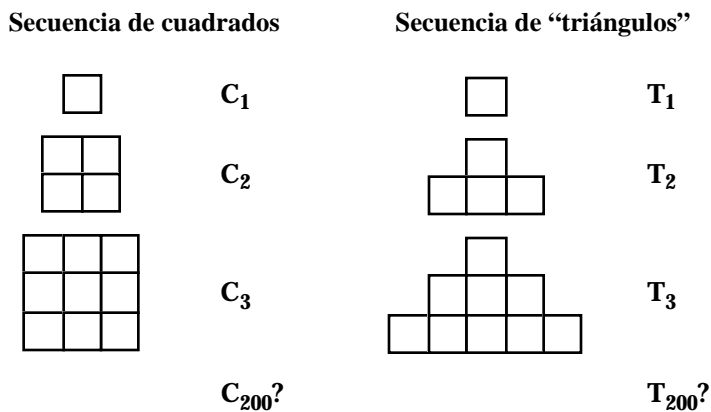 Secuencia de cuadrados Secuencia de “triángulos”
C1 T1
C2 T2
C3 T3
C200? T200?